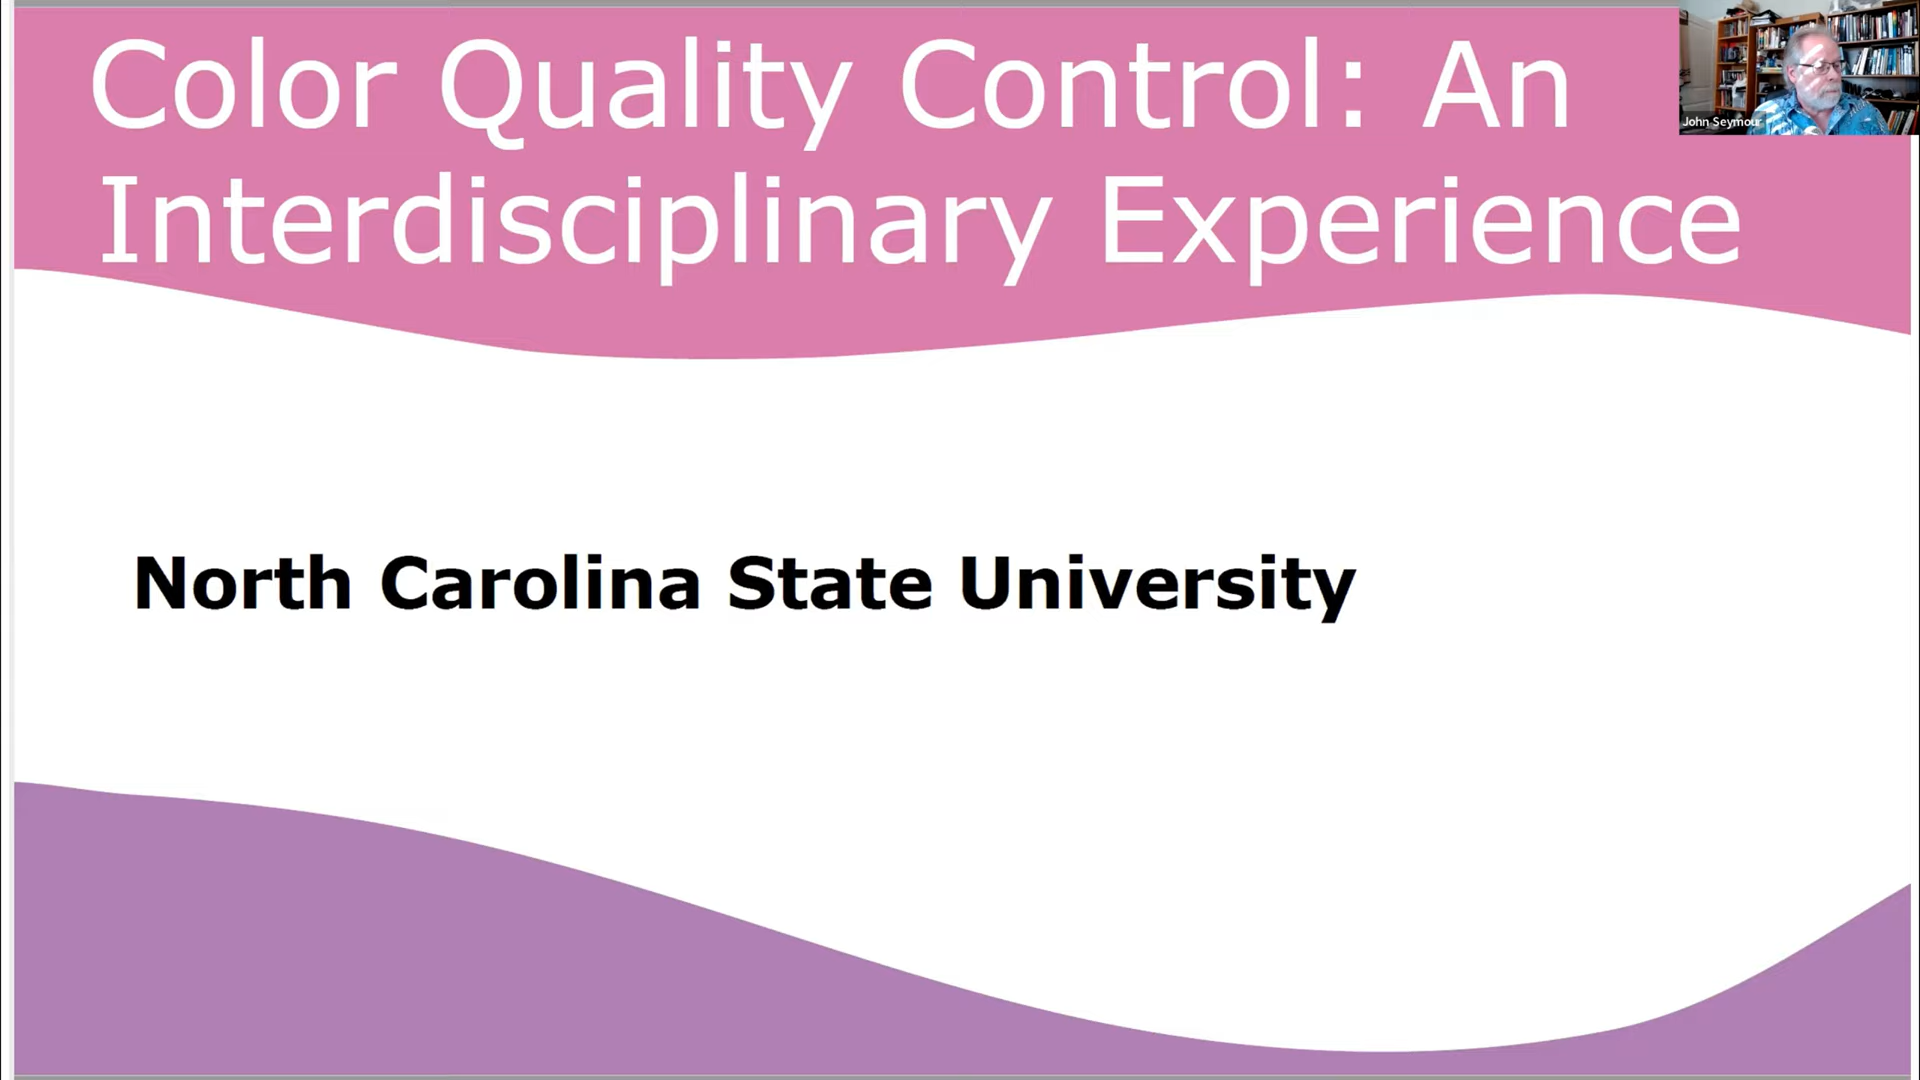 Color Quality Control: An
Interdisciplinary Experience
John Seymour
North Carolina State University